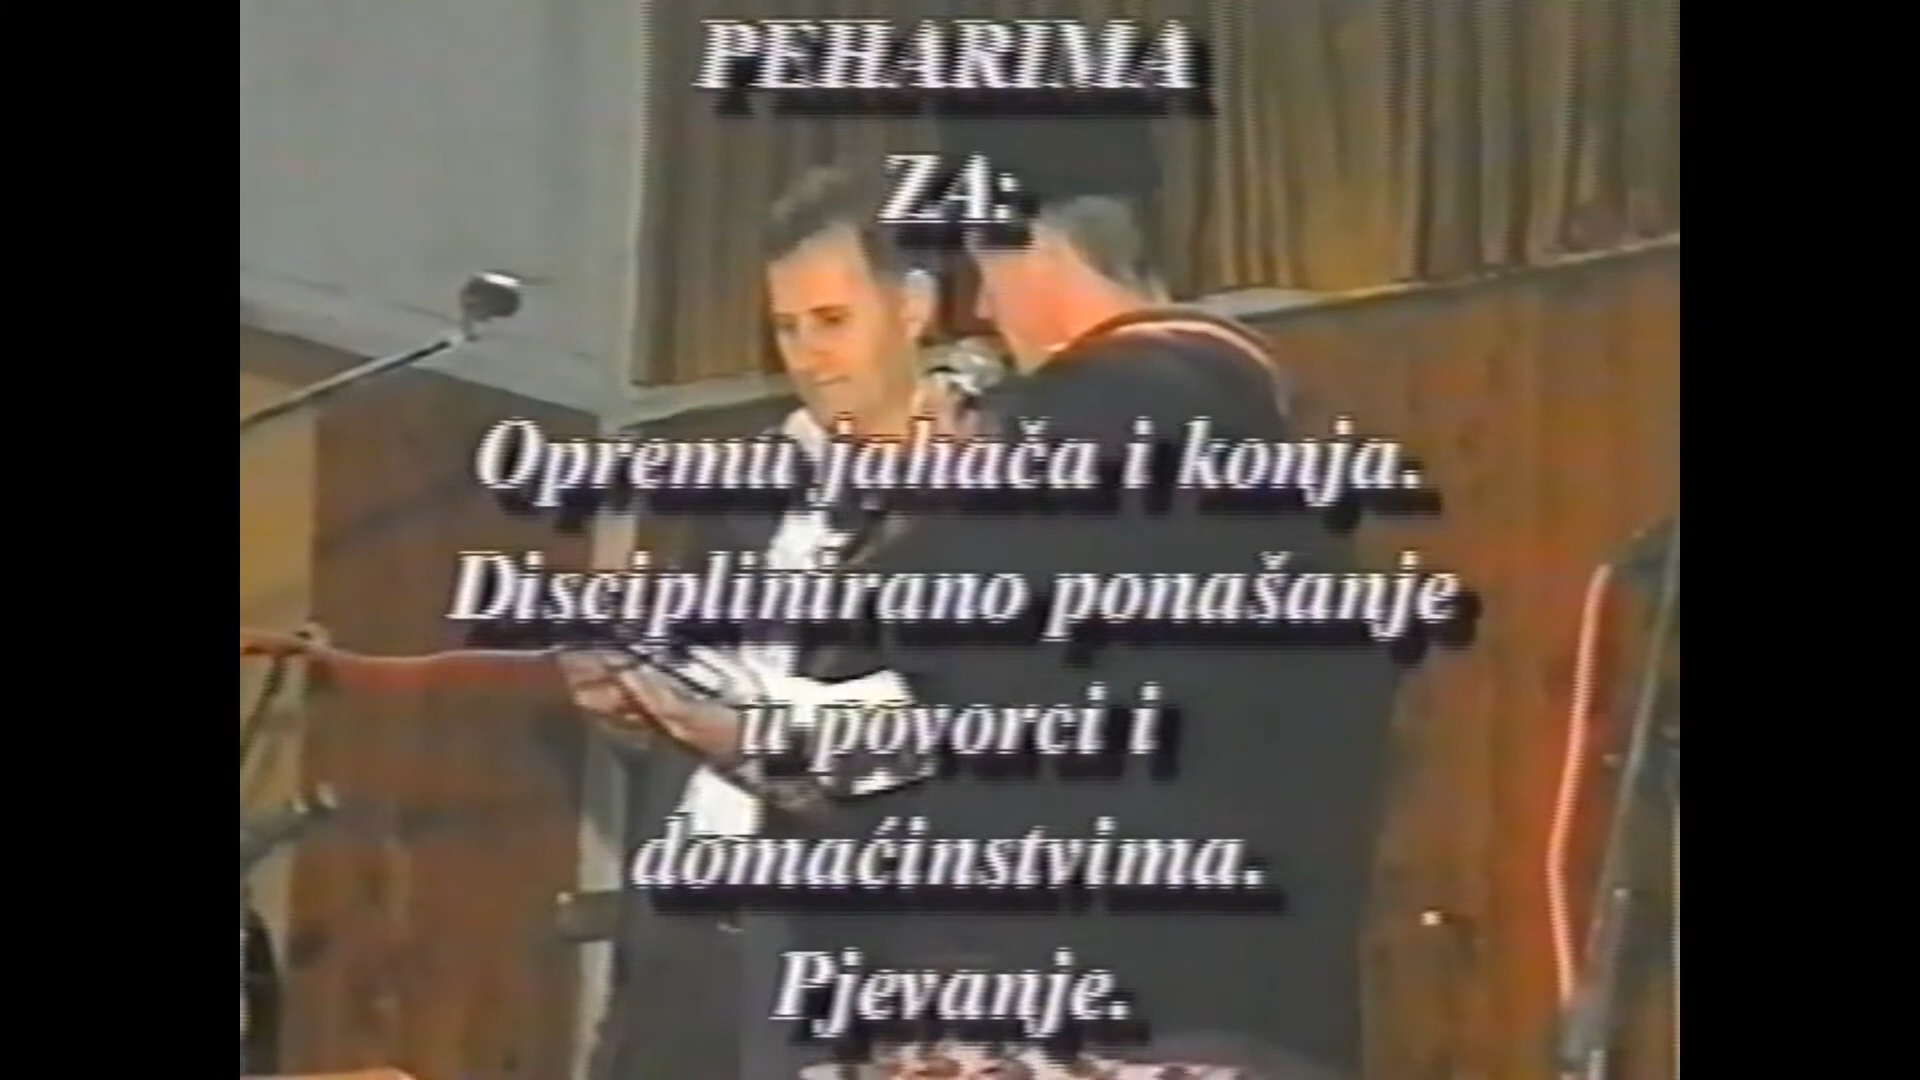 PEHARIMA
ZA:
Opremu jahača i konja.
Disciplinirano ponašanje
u povorci i
domaćinstvima.
Pjevanje.